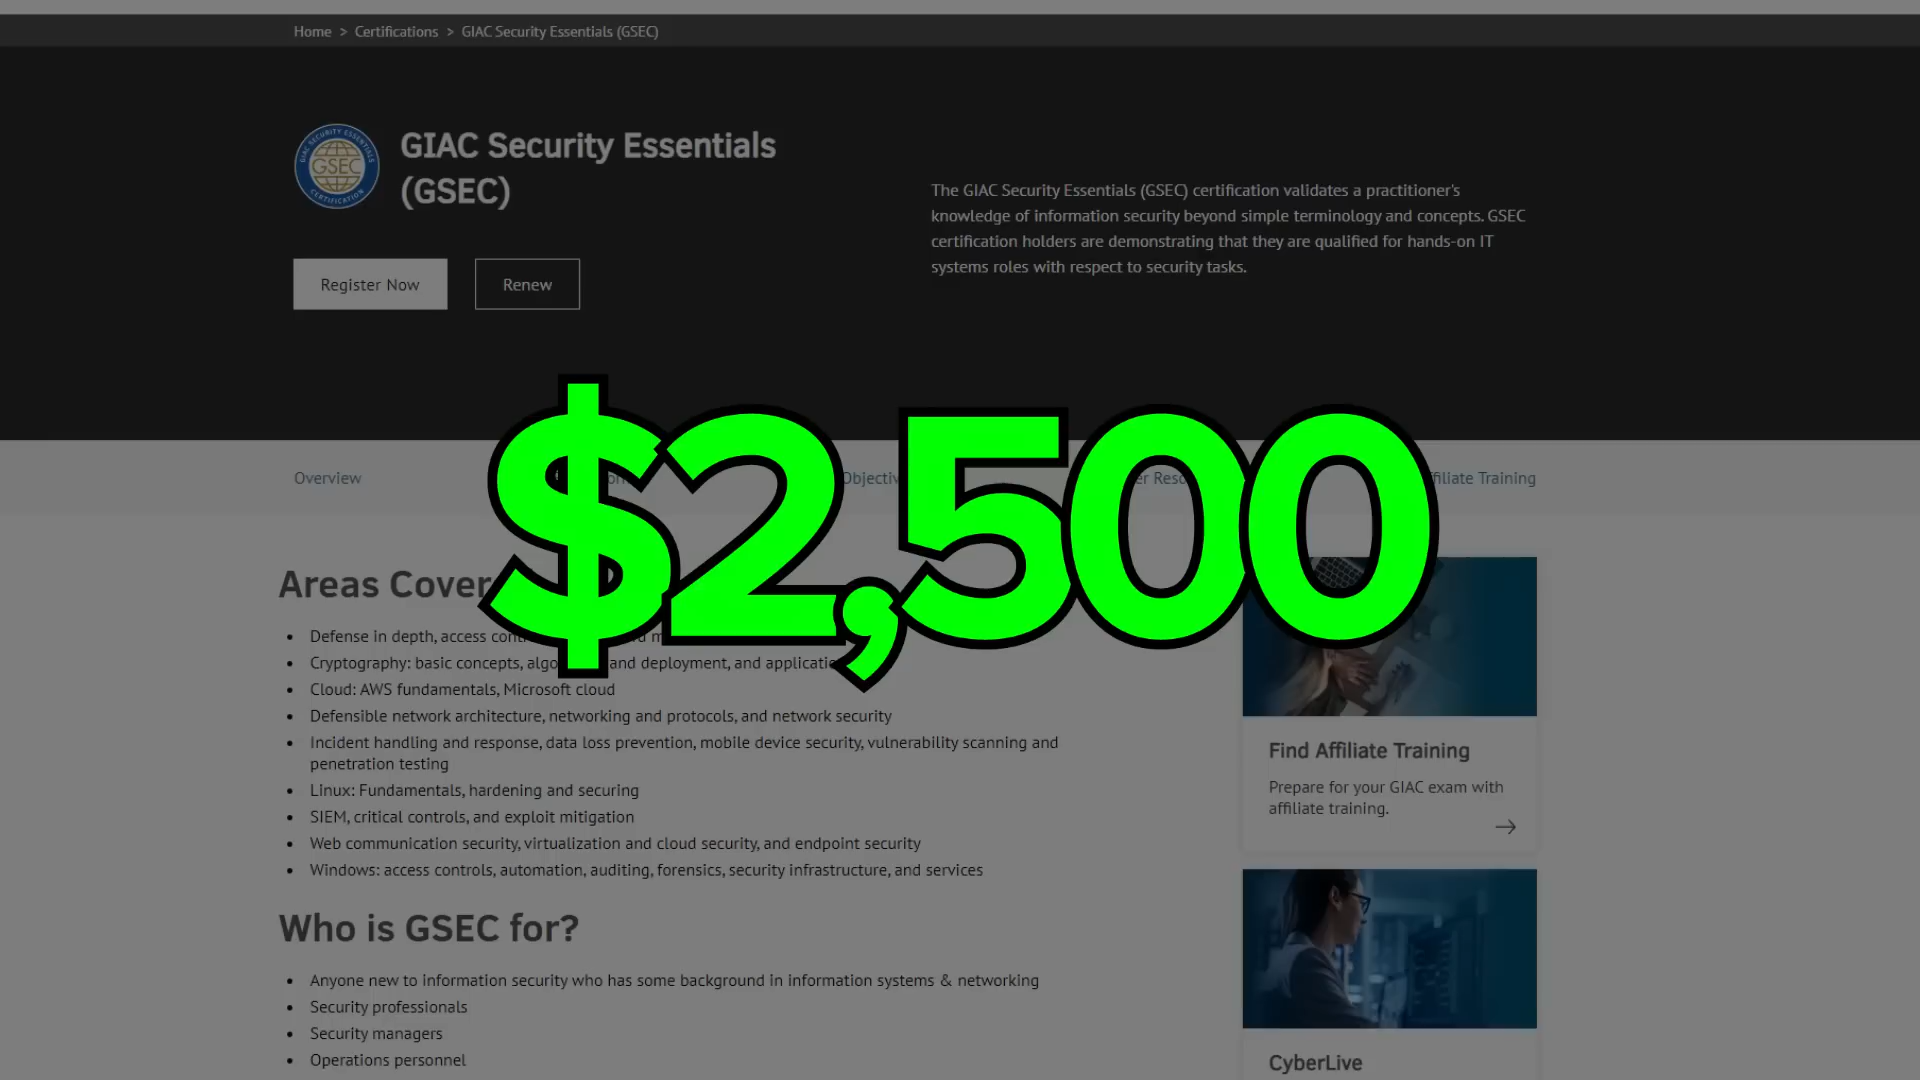 Home > Certifications > GIAC Security Essentials (GSEC)
GIAC SECURITY ESSENTIALS
GSEC
CERTIFICATION
GIAC Security Essentials
(GSEC)
Register Now
Renew
The GIAC Security Essentials (GSEC) certification validates a practitioner's
knowledge of information security beyond simple terminology and concepts. GSEC
certification holders are demonstrating that they are qualified for hands-on IT
systems roles with respect to security tasks.
$2,500
Overview
Training
Areas
Defense in depth, access
Cryptography: basic concepts, and deployment, and
Cloud: AWS fundamentals, Microsoft cloud
Defensible network architecture, networking and protocols, and network security
Incident handling and response, data loss prevention, mobile device security, vulnerability scanning and
penetration testing
Linux: Fundamentals, hardening and securing
SIEM, critical controls, and exploit mitigation
Web communication security, virtualization and cloud security, and endpoint security
Windows: access controls, automation, auditing, forensics, security infrastructure, and services
Who is GSEC for?
Anyone new to information security who has some background in information systems & networking
Security professionals
Security managers
Operations personnel
Find Affiliate Training
Prepare for your GIAC exam with
affiliate training.
CyberLive